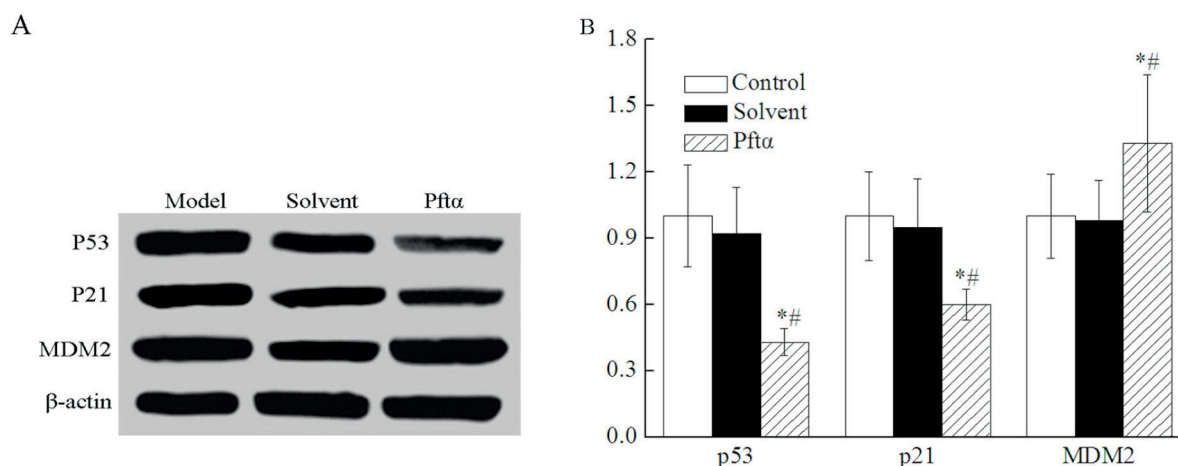 A
Model Solvent Pftα
P53
P21
MDM2
β-actin
B
1.8
1.5
1.2
0.9
0.6
0.3
0.0
Control
Solvent
Pftα
*#
*#
*#
p53 p21 MDM2